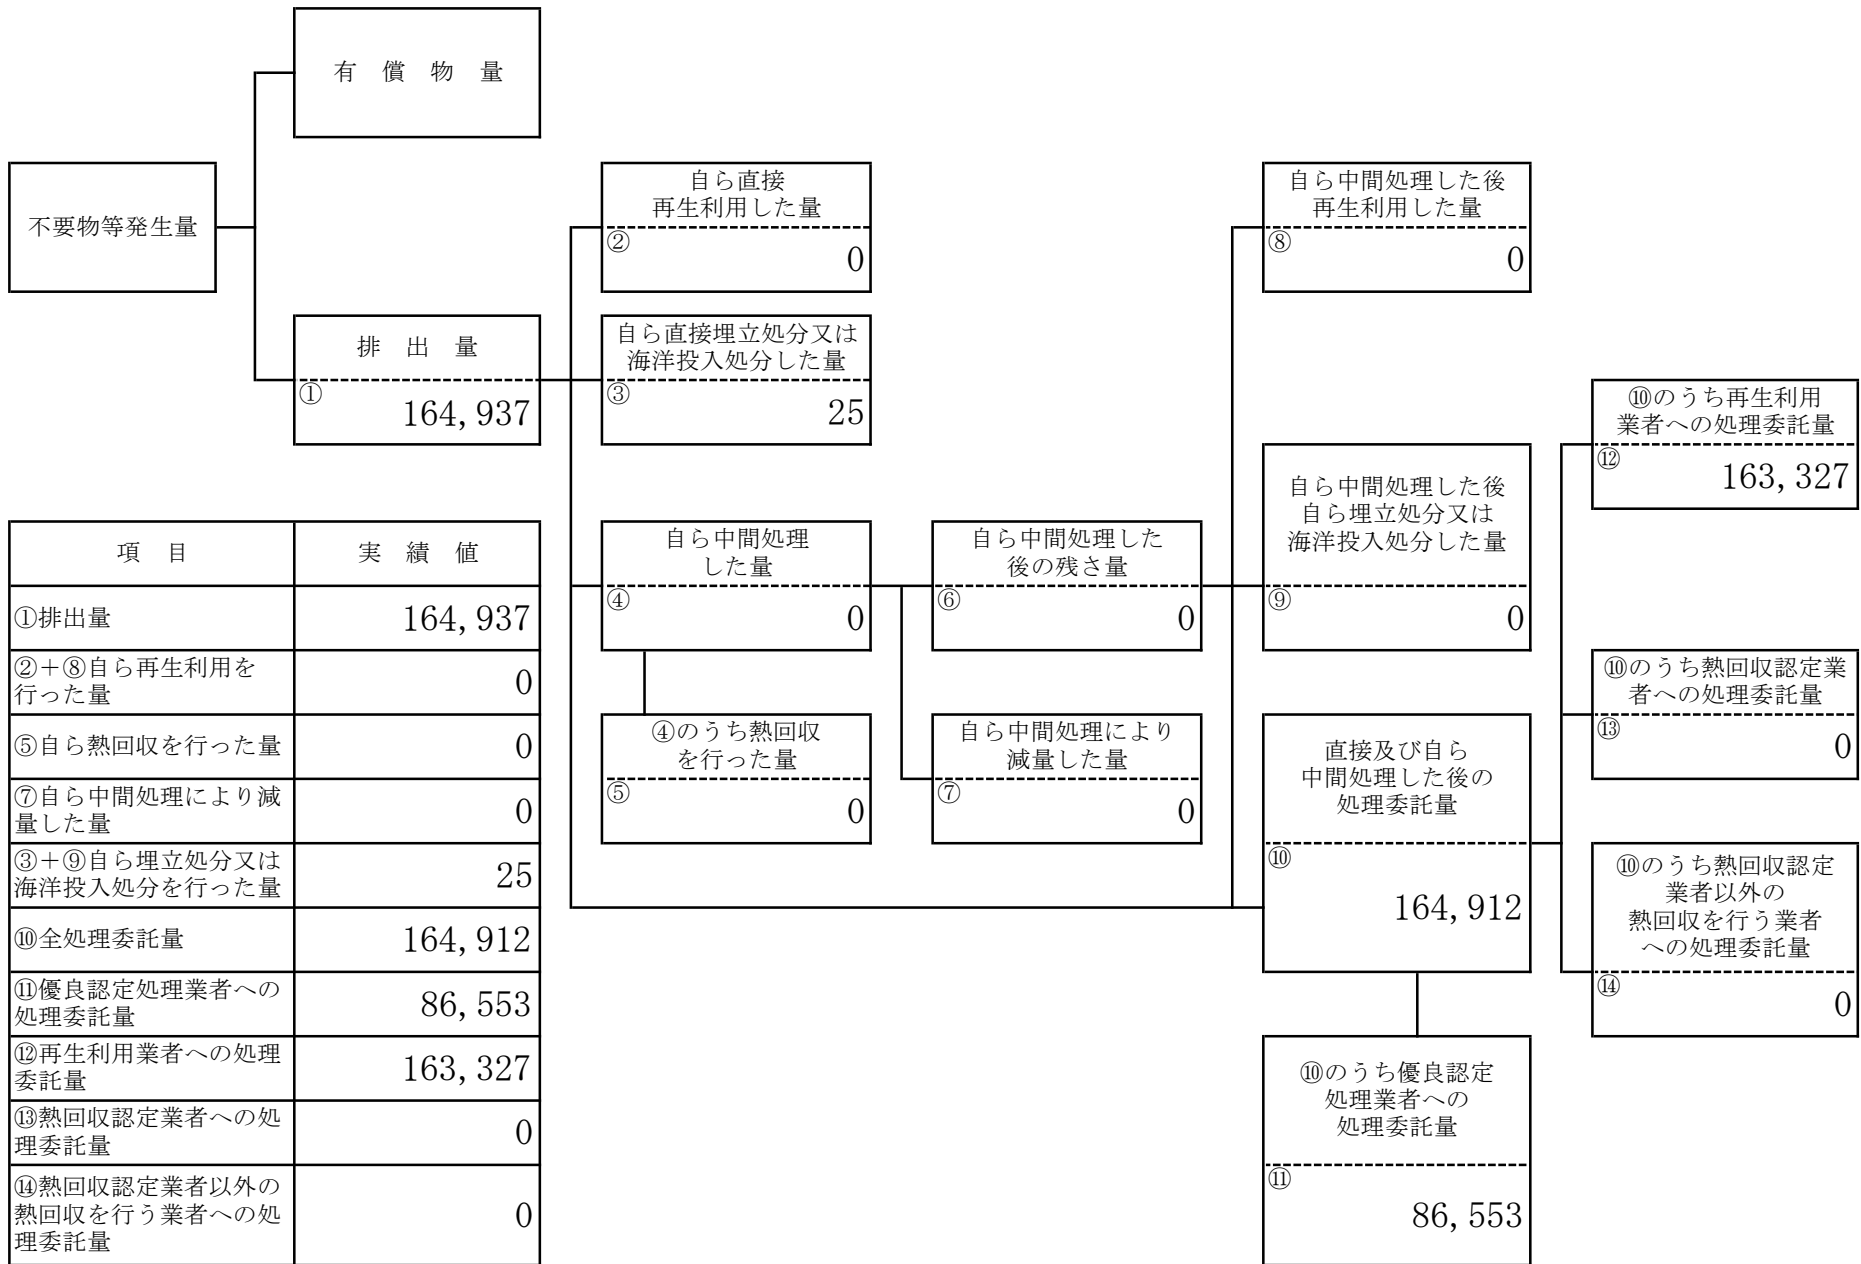 有 償 物 量
不要物等発生量
排 出 量
①
164,937
自ら直接
再生利用した量
②
0
自ら直接埋立処分又は
海洋投入処分した量
③
25
自ら中間処理
した量
④
0
④のうち熱回収
を行った量
⑤
0
自ら中間処理した
後の残さ量
⑥
0
自ら中間処理により
減量した量
⑦
0
自ら中間処理した後
再生利用した量
⑧
0
自ら中間処理した後
自ら埋立処分又は
海洋投入処分した量
⑨
0
直接及び自ら
中間処理した後の
処理委託量
⑩
164,912
⑩のうち優良認定
処理業者への
処理委託量
⑪
86,553
⑩のうち再生利用
業者への処理委託量
⑫
163,327
⑩のうち熱回収認定業
者への処理委託量
⑬
0
⑩のうち熱回収認定
業者以外の
熱回収を行う業者
への処理委託量
⑭
0
項 目 実 績 値
①排出量 164,937
②＋⑧自ら再生利用を
行った量 0
⑤自ら熱回収を行った量 0
⑦自ら中間処理により減
量した量 0
③＋⑨自ら埋立処分又は
海洋投入処分を行った量 25
⑩全処理委託量 164,912
⑪優良認定処理業者への
処理委託量 86,553
⑫再生利用業者への処理
委託量 163,327
⑬熱回収認定業者への処
理委託量 0
⑭熱回収認定業者以外の
熱回収を行う業者への処
理委託量 0